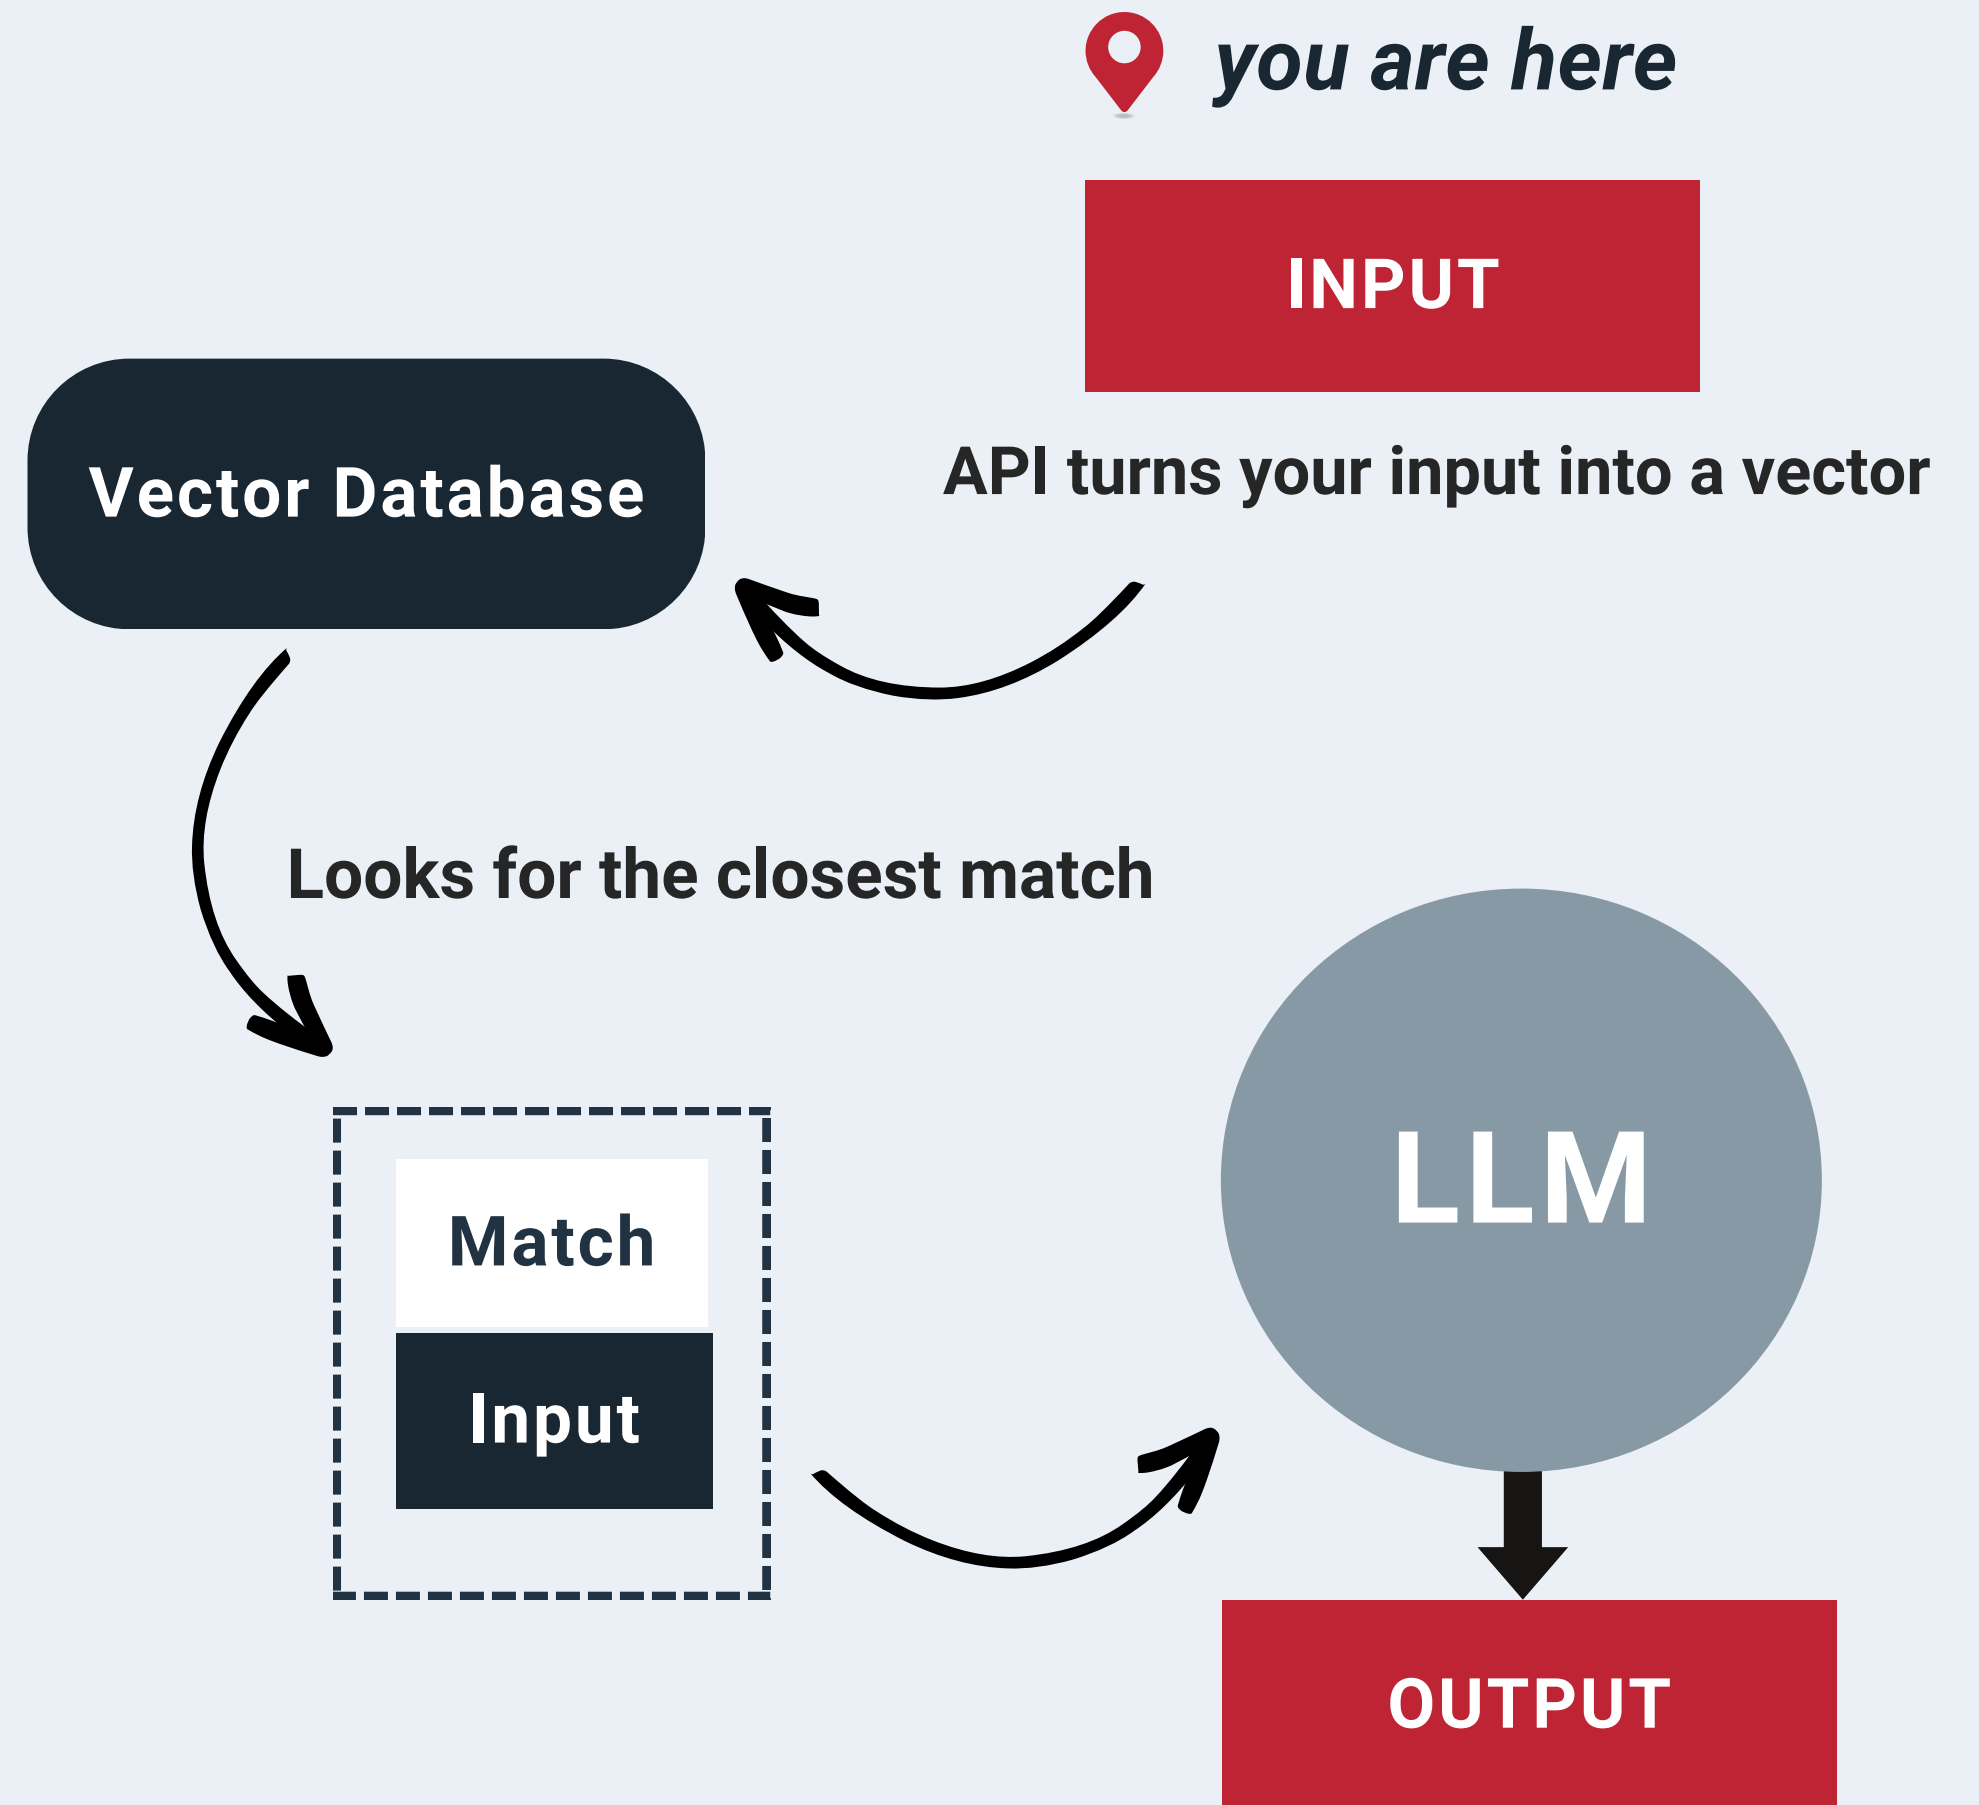 you are here
INPUT
API turns your input into a vector
Vector Database
Looks for the closest match
Match
Input
LLM
OUTPUT